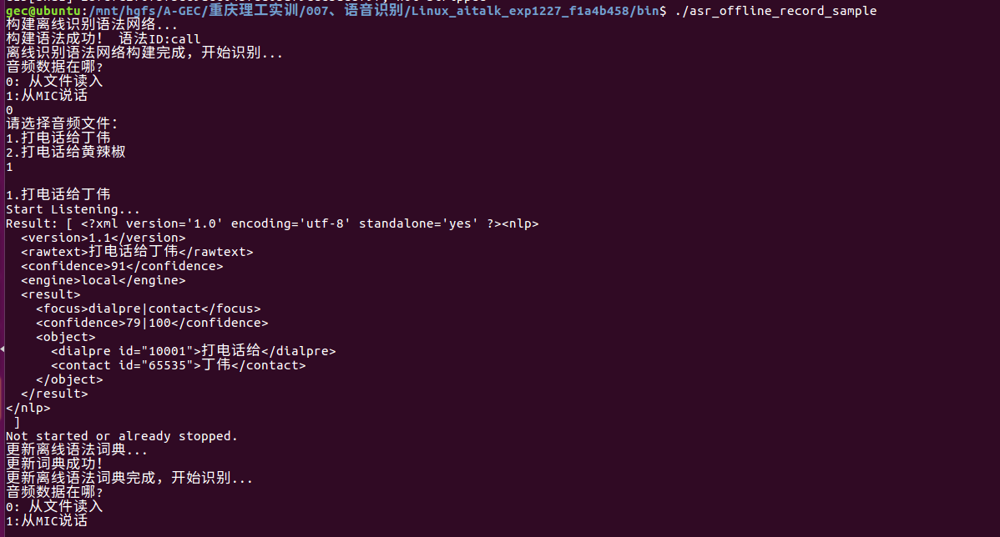 gec@ubuntu:/mnt/hgfs/A-GEC/重庆理工实训/007、语音识别/Linux_aitalk_exp1227_f1a4b458/bin$ ./asr_offline_record_sample
构建离线识别语法网络...
构建语法成功！ 语法ID:call
离线识别语法网络构建完成，开始识别...
音频数据在哪?
0: 从文件读入
1:从MIC说话
0
请选择音频文件：
1.打电话给丁伟
2.打电话给黄辣椒
1
1.打电话给丁伟
Start Listening...
Result: [ <?xml version='1.0' encoding='utf-8' standalone='yes' ?><nlp>
  <version>1.1</version>
  <rawtext>打电话给丁伟</rawtext>
  <confidence>91</confidence>
  <engine>local</engine>
  <result>
    <focus>dialpre|contact</focus>
    <confidence>79|100</confidence>
    <object>
      <dialpre id="10001">打电话给</dialpre>
      <contact id="65535">丁伟</contact>
    </object>
  </result>
</nlp>
 ]
Not started or already stopped.
更新离线语法词典...
更新词典成功！
更新离线语法词典完成，开始识别...
音频数据在哪?
0: 从文件读入
1:从MIC说话